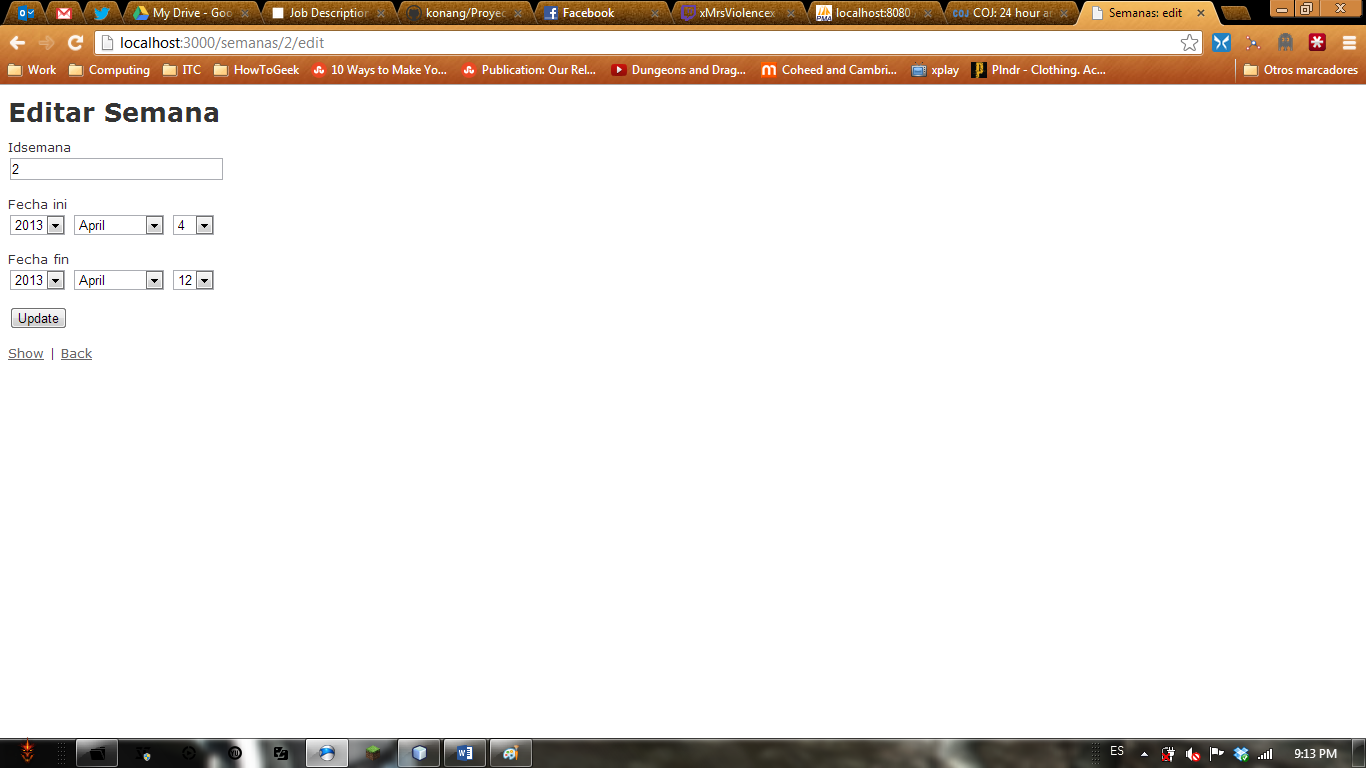 My Drive - Goo Job Description konang/Proyec Facebook xMrsViolencex localhost:8080 COJ: 24 hour ar Semanas: edit
localhost:3000/semanas/2/edit
Work Computing ITC HowToGeek 10 Ways to Make Yo... Publication: Our Rel... Dungeons and Drag... Coheed and Cambri... xplay Plndr - Clothing. Ac... Otros marcadores
Editar Semana
Idsemana
2
Fecha ini
2013 April 4
Fecha fin
2013 April 12
Update
Show | Back
ES 9:13 PM